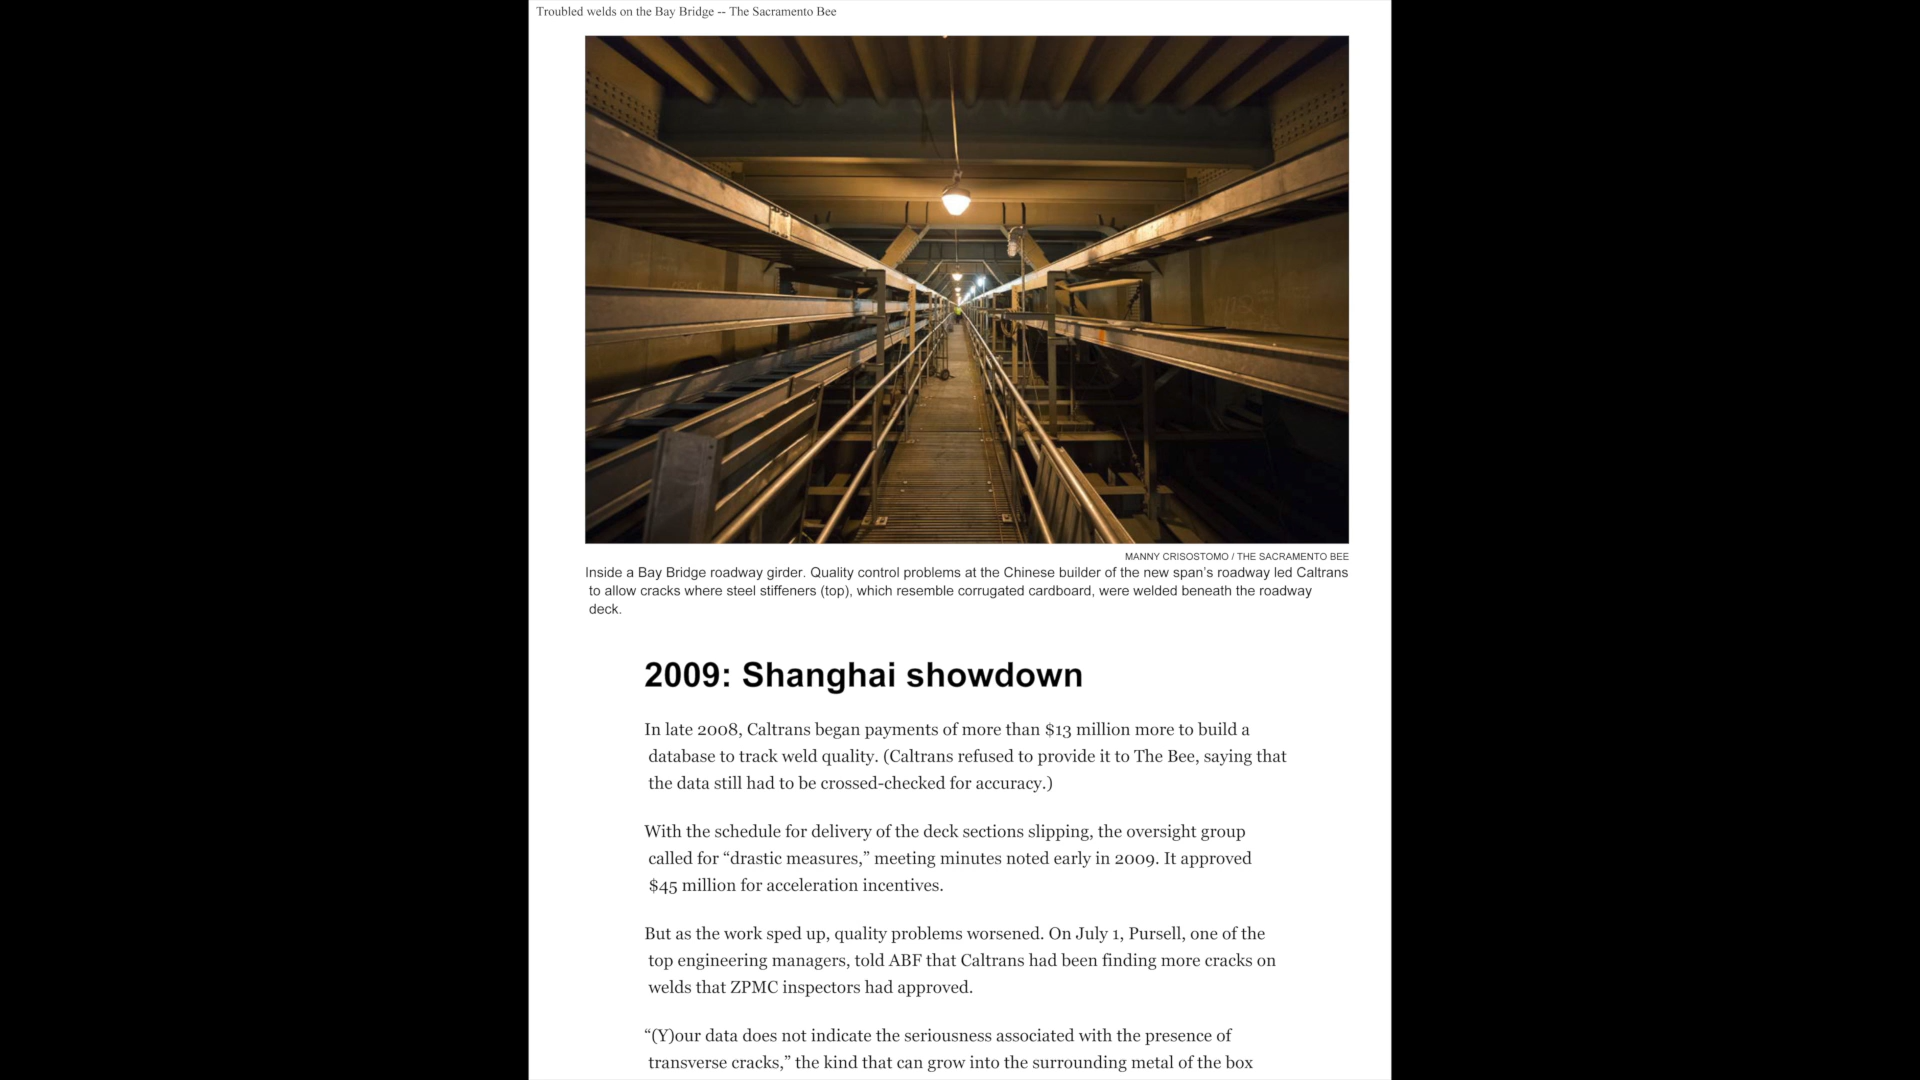 Troubled welds on the Bay Bridge -- The Sacramento Bee
MANNY CRISOSTOMO / THE SACRAMENTO BEE
Inside a Bay Bridge roadway girder. Quality control problems at the Chinese builder of the new span's roadway led Caltrans
to allow cracks where steel stiffeners (top), which resemble corrugated cardboard, were welded beneath the roadway
deck.
2009: Shanghai showdown
In late 2008, Caltrans began payments of more than $13 million more to build a
database to track weld quality. (Caltrans refused to provide it to The Bee, saying that
the data still had to be crossed-checked for accuracy.)
With the schedule for delivery of the deck sections slipping, the oversight group
called for “drastic measures,” meeting minutes noted early in 2009. It approved
$45 million for acceleration incentives.
But as the work sped up, quality problems worsened. On July 1, Pursell, one of the
top engineering managers, told ABF that Caltrans had been finding more cracks on
welds that ZPMC inspectors had approved.
“(Y)our data does not indicate the seriousness associated with the presence of
transverse cracks,” the kind that can grow into the surrounding metal of the box